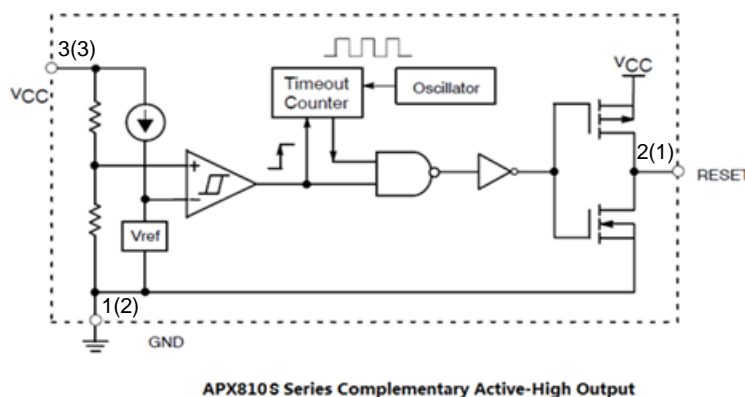 3(3)
VCC
Timeout
Counter
Oscillator
VCC
2(1)
RESET
+
−
Vref
1(2)
GND
APX810S Series Complementary Active-High Output